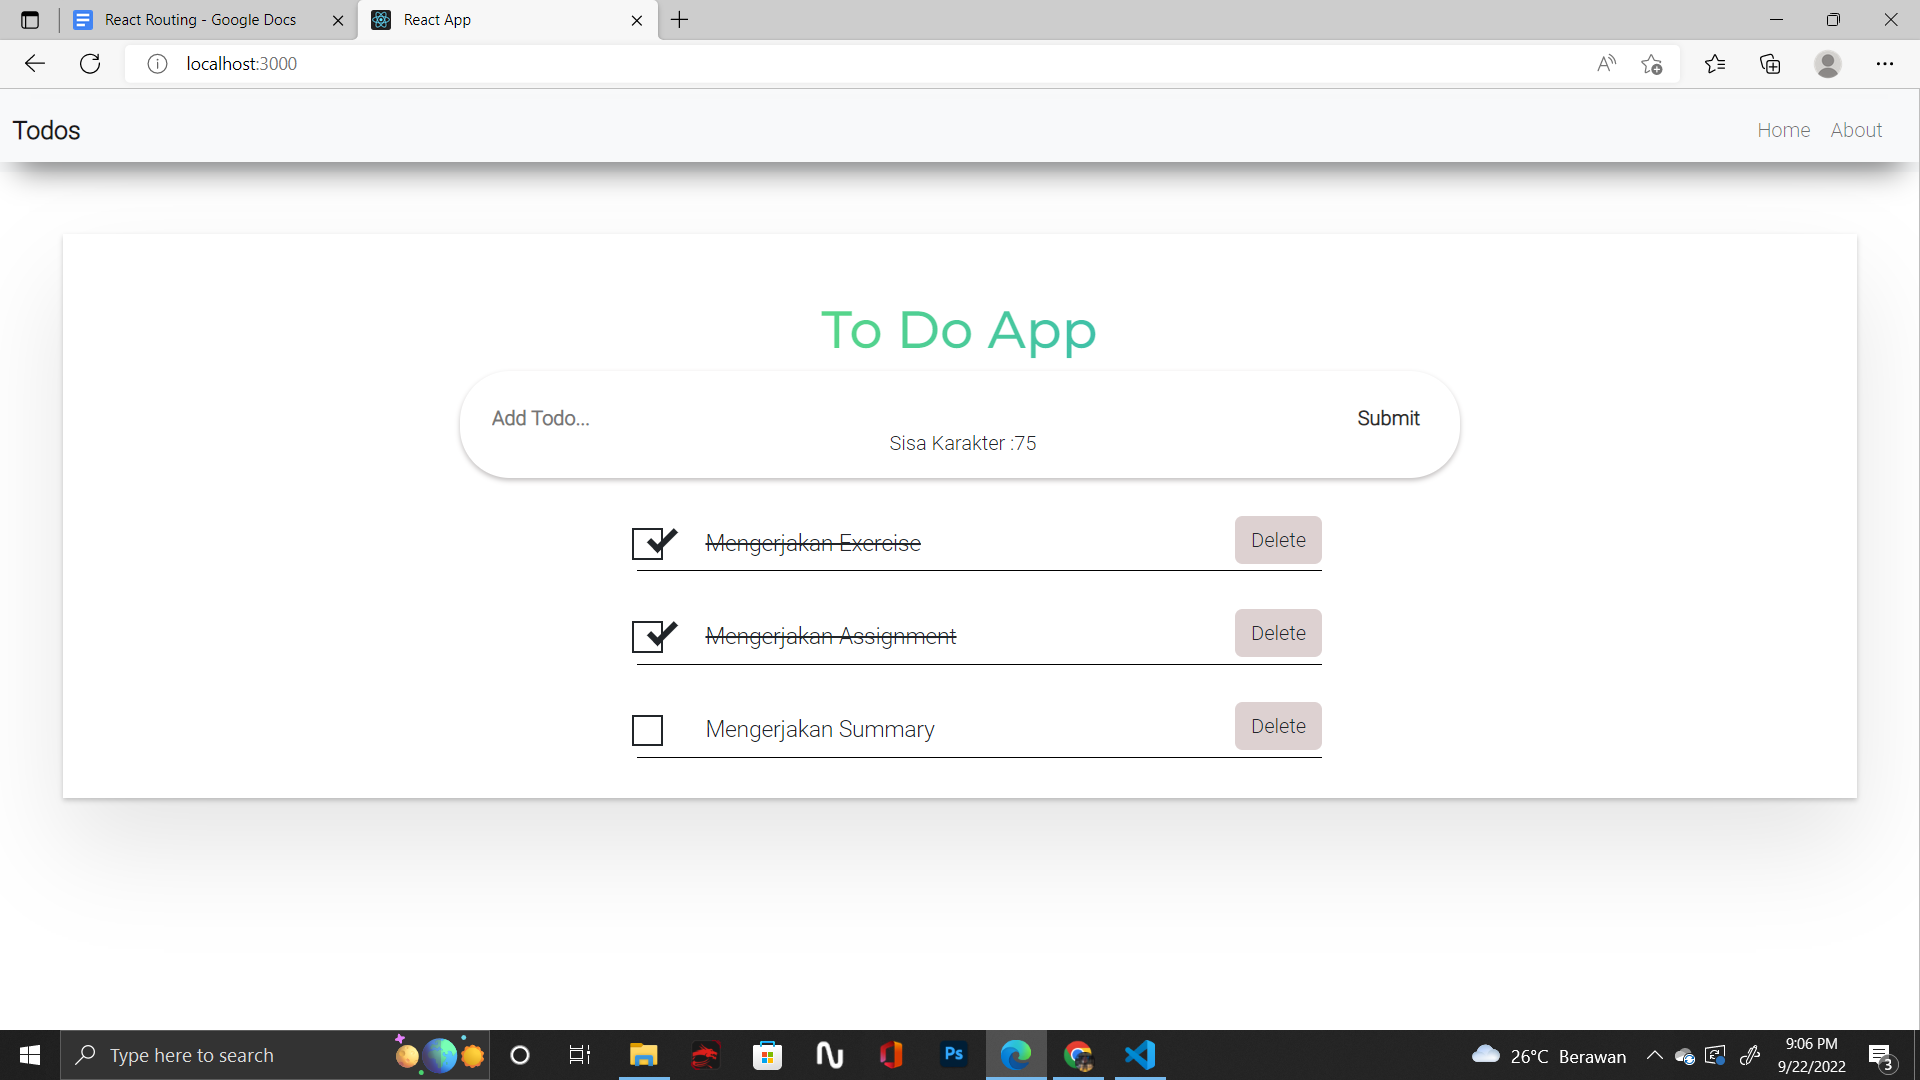 React Routing - Google Docs
React App
localhost:3000
Todos
Home
About
To Do App
Add Todo...
Submit
Sisa Karakter :75
Mengerjakan Exercise
Delete
Mengerjakan Assignment
Delete
Mengerjakan Summary
Delete
Type here to search
Ps
26°C Berawan
9:06 PM
9/22/2022
3